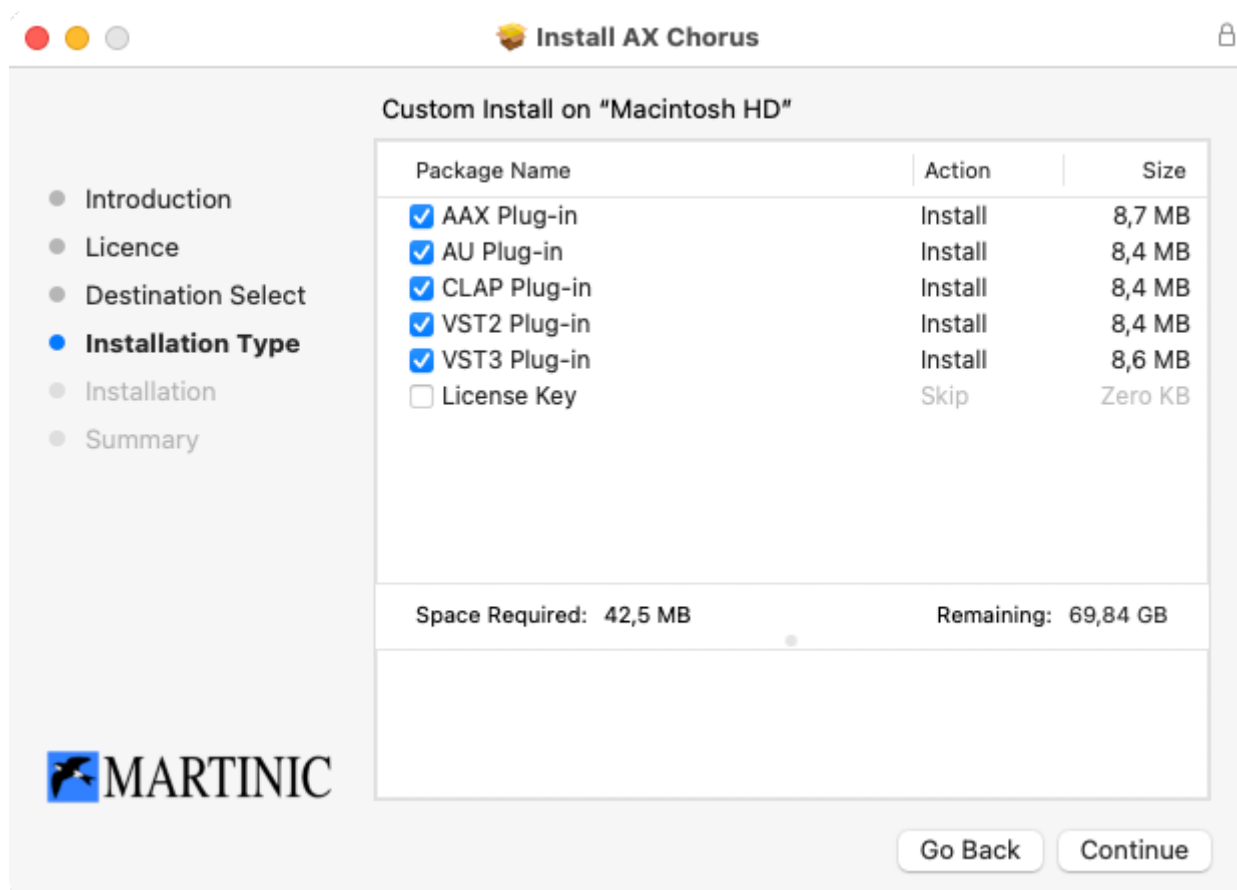 Install AX Chorus
Custom Install on “Macintosh HD”
Introduction
Licence
Destination Select
Installation Type
Installation
Summary
Package Name Action Size
AAX Plug-in Install 8,7 MB
AU Plug-in Install 8,4 MB
CLAP Plug-in Install 8,4 MB
VST2 Plug-in Install 8,4 MB
VST3 Plug-in Install 8,6 MB
License Key Skip Zero KB
Space Required: 42,5 MB Remaining: 69,84 GB
MARTINIC
Go Back Continue